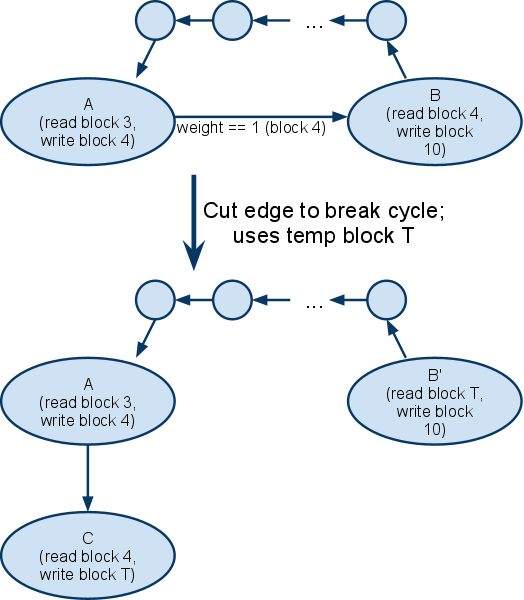 ...
A
(read block 3,
write block 4)
weight == 1 (block 4)
B
(read block 4,
write block
10)
Cut edge to break cycle;
uses temp block T
...
A
(read block 3,
write block 4)
B'
(read block T,
write block
10)
C
(read block 4,
write block T)